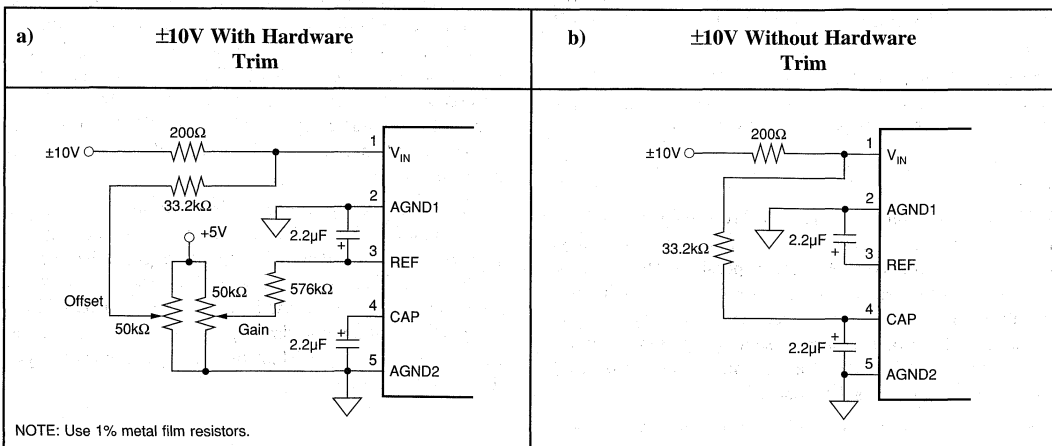 a)
±10V With Hardware
Trim
200Ω
±10V
1
V_IN
33.2kΩ
2
AGND1
2.2µF
+
+5V
3
REF
576kΩ
50kΩ
Offset
50kΩ
Gain
4
CAP
+
2.2µF
5
AGND2
NOTE: Use 1% metal film resistors.
b)
±10V Without Hardware
Trim
200Ω
±10V
1
V_IN
2
AGND1
2.2µF
+
33.2kΩ
3
REF
4
CAP
+
2.2µF
5
AGND2